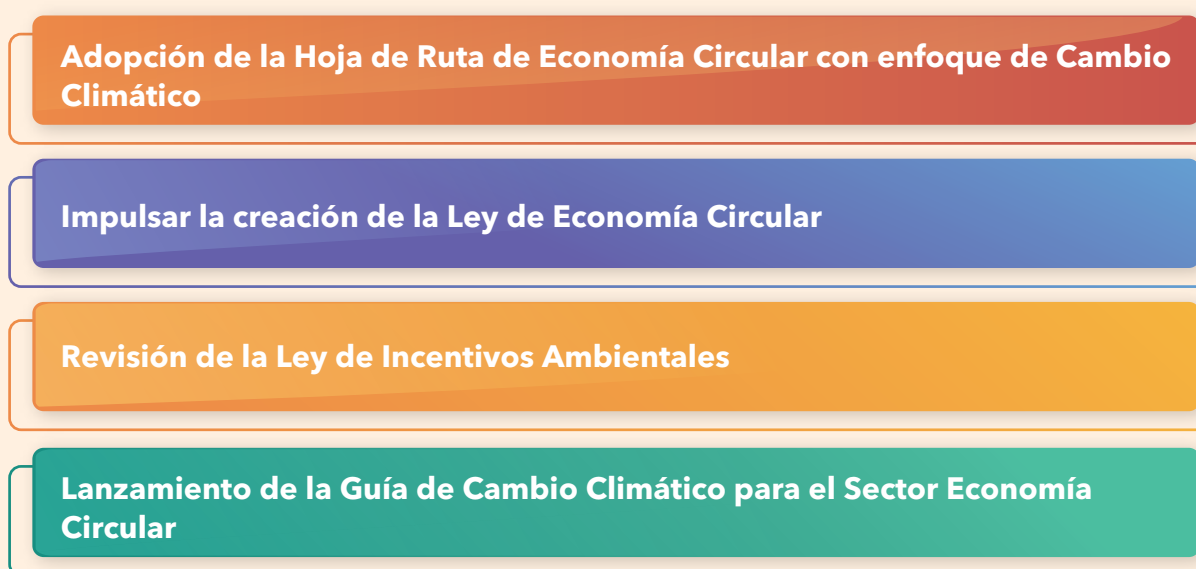 Adopción de la Hoja de Ruta de Economía Circular con enfoque de Cambio
Climático
Impulsar la creación de la Ley de Economía Circular
Revisión de la Ley de Incentivos Ambientales
Lanzamiento de la Guía de Cambio Climático para el Sector Economía
Circular